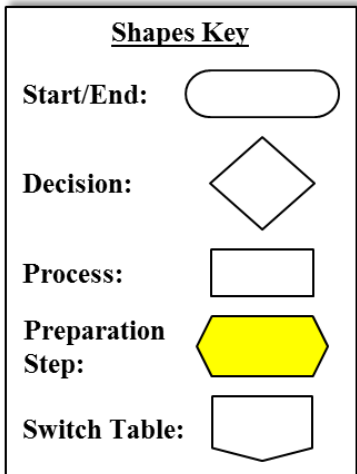 Shapes Key
Start/End:
Decision:
Process:
Preparation
Step:
Switch Table: